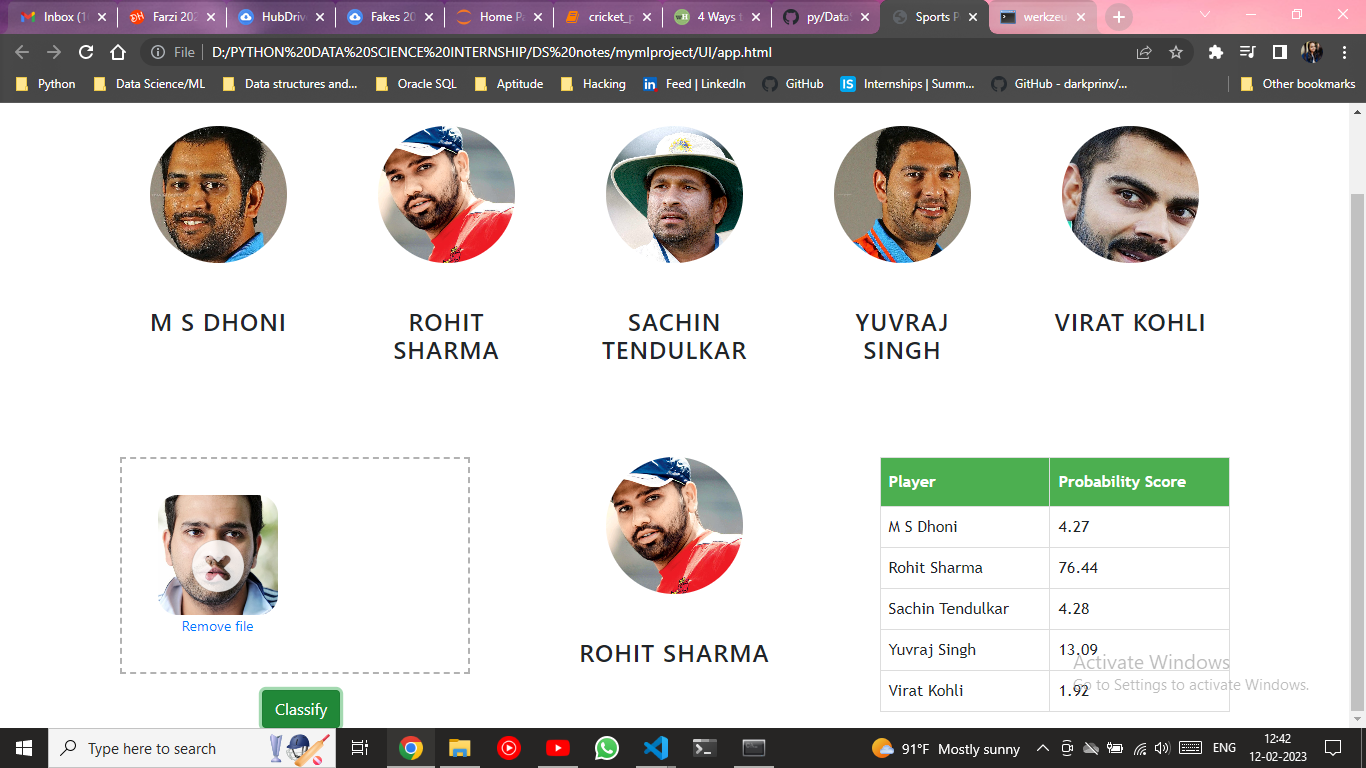 Inbox (1
Farzi 202
HubDriv
Fakes 20
Home P
cricket_p
4 Ways t
py/Data
Sports P
werkzeu
File
D:/PYTHON%20DATA%20SCIENCE%20INTERNSHIP/DS%20notes/mymlproject/UI/app.html
Python
Data Science/ML
Data structures and...
Oracle SQL
Aptitude
Hacking
Feed | LinkedIn
GitHub
IS
Internships | Summ...
GitHub - darkprinx/...
Other bookmarks
M S DHONI
ROHIT
SHARMA
SACHIN
TENDULKAR
YUVRAJ
SINGH
VIRAT KOHLI
Remove file
Classify
ROHIT SHARMA
Player Probability Score
M S Dhoni 4.27
Rohit Sharma 76.44
Sachin Tendulkar 4.28
Yuvraj Singh 13.09
Virat Kohli 1.92
Activate Windows
Go to Settings to activate Windows.
Type here to search
91°F Mostly sunny
ENG
12:42
12-02-2023